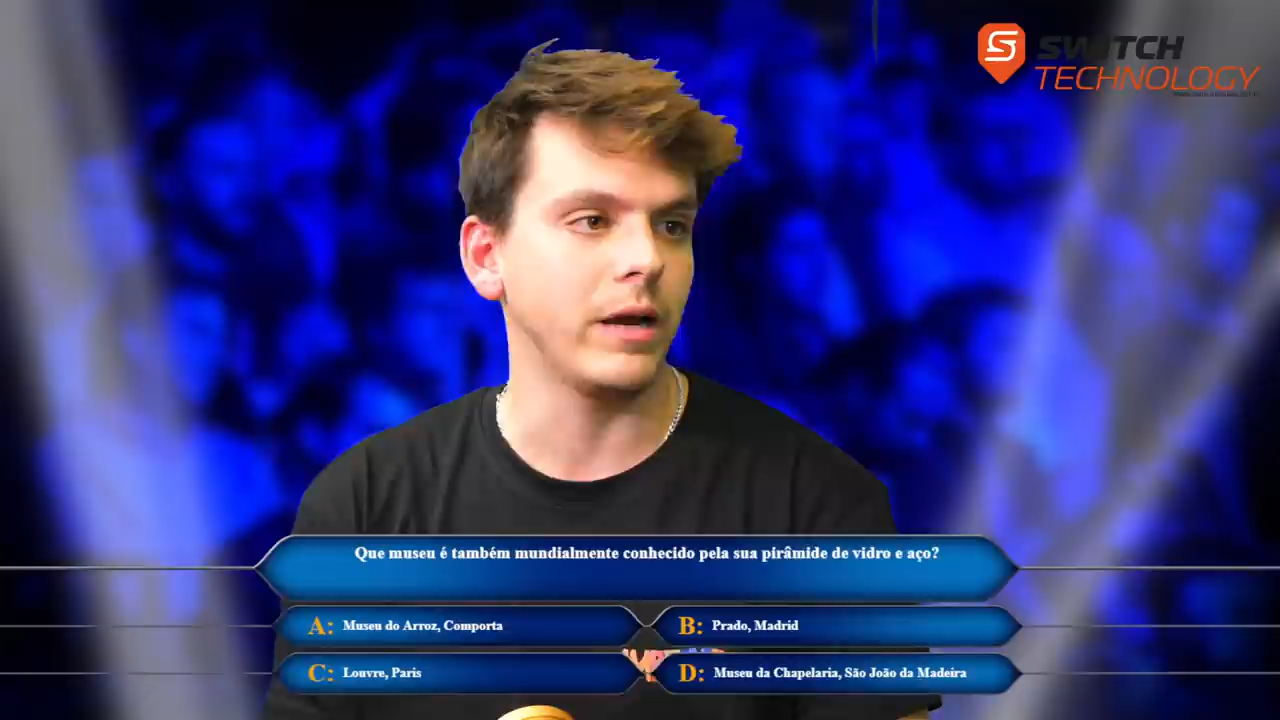 SWITCH
TECHNOLOGY
Que museu é também mundialmente conhecido pela sua pirâmide de vidro e aço?
A: Museu do Arroz, Comporta
B: Prado, Madrid
C: Louvre, Paris
D: Museu da Chapelaria, São João da Madeira